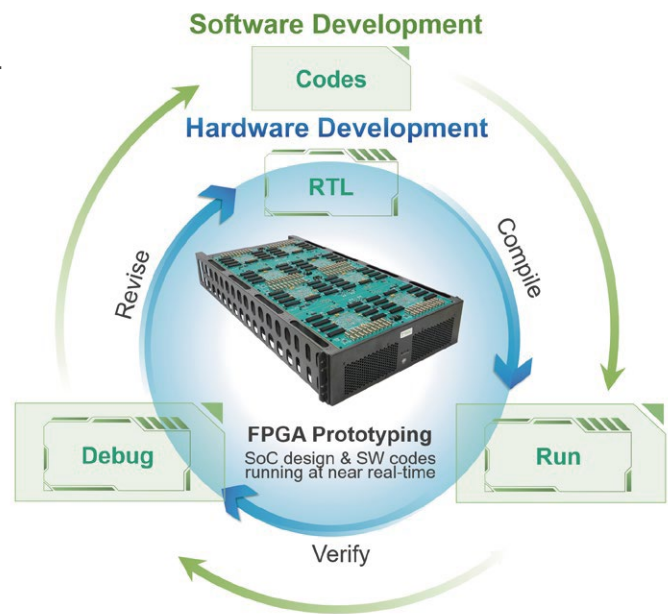 Software Development
Codes
Hardware Development
RTL
Revise
Compile
Debug
FPGA Prototyping
SoC design & SW codes
running at near real-time
Run
Verify